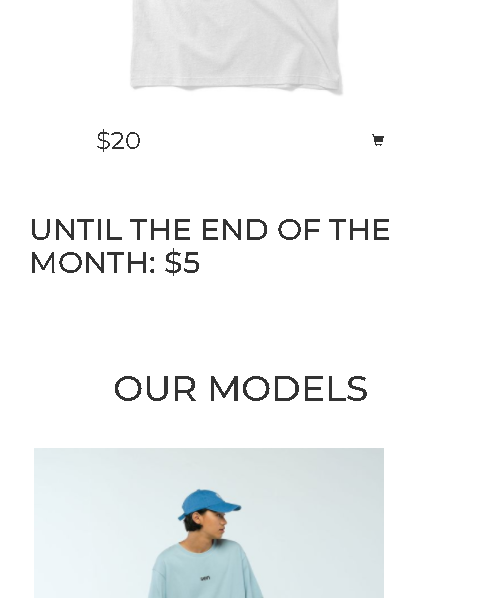 $20
UNTIL THE END OF THE
MONTH: $5
OUR MODELS